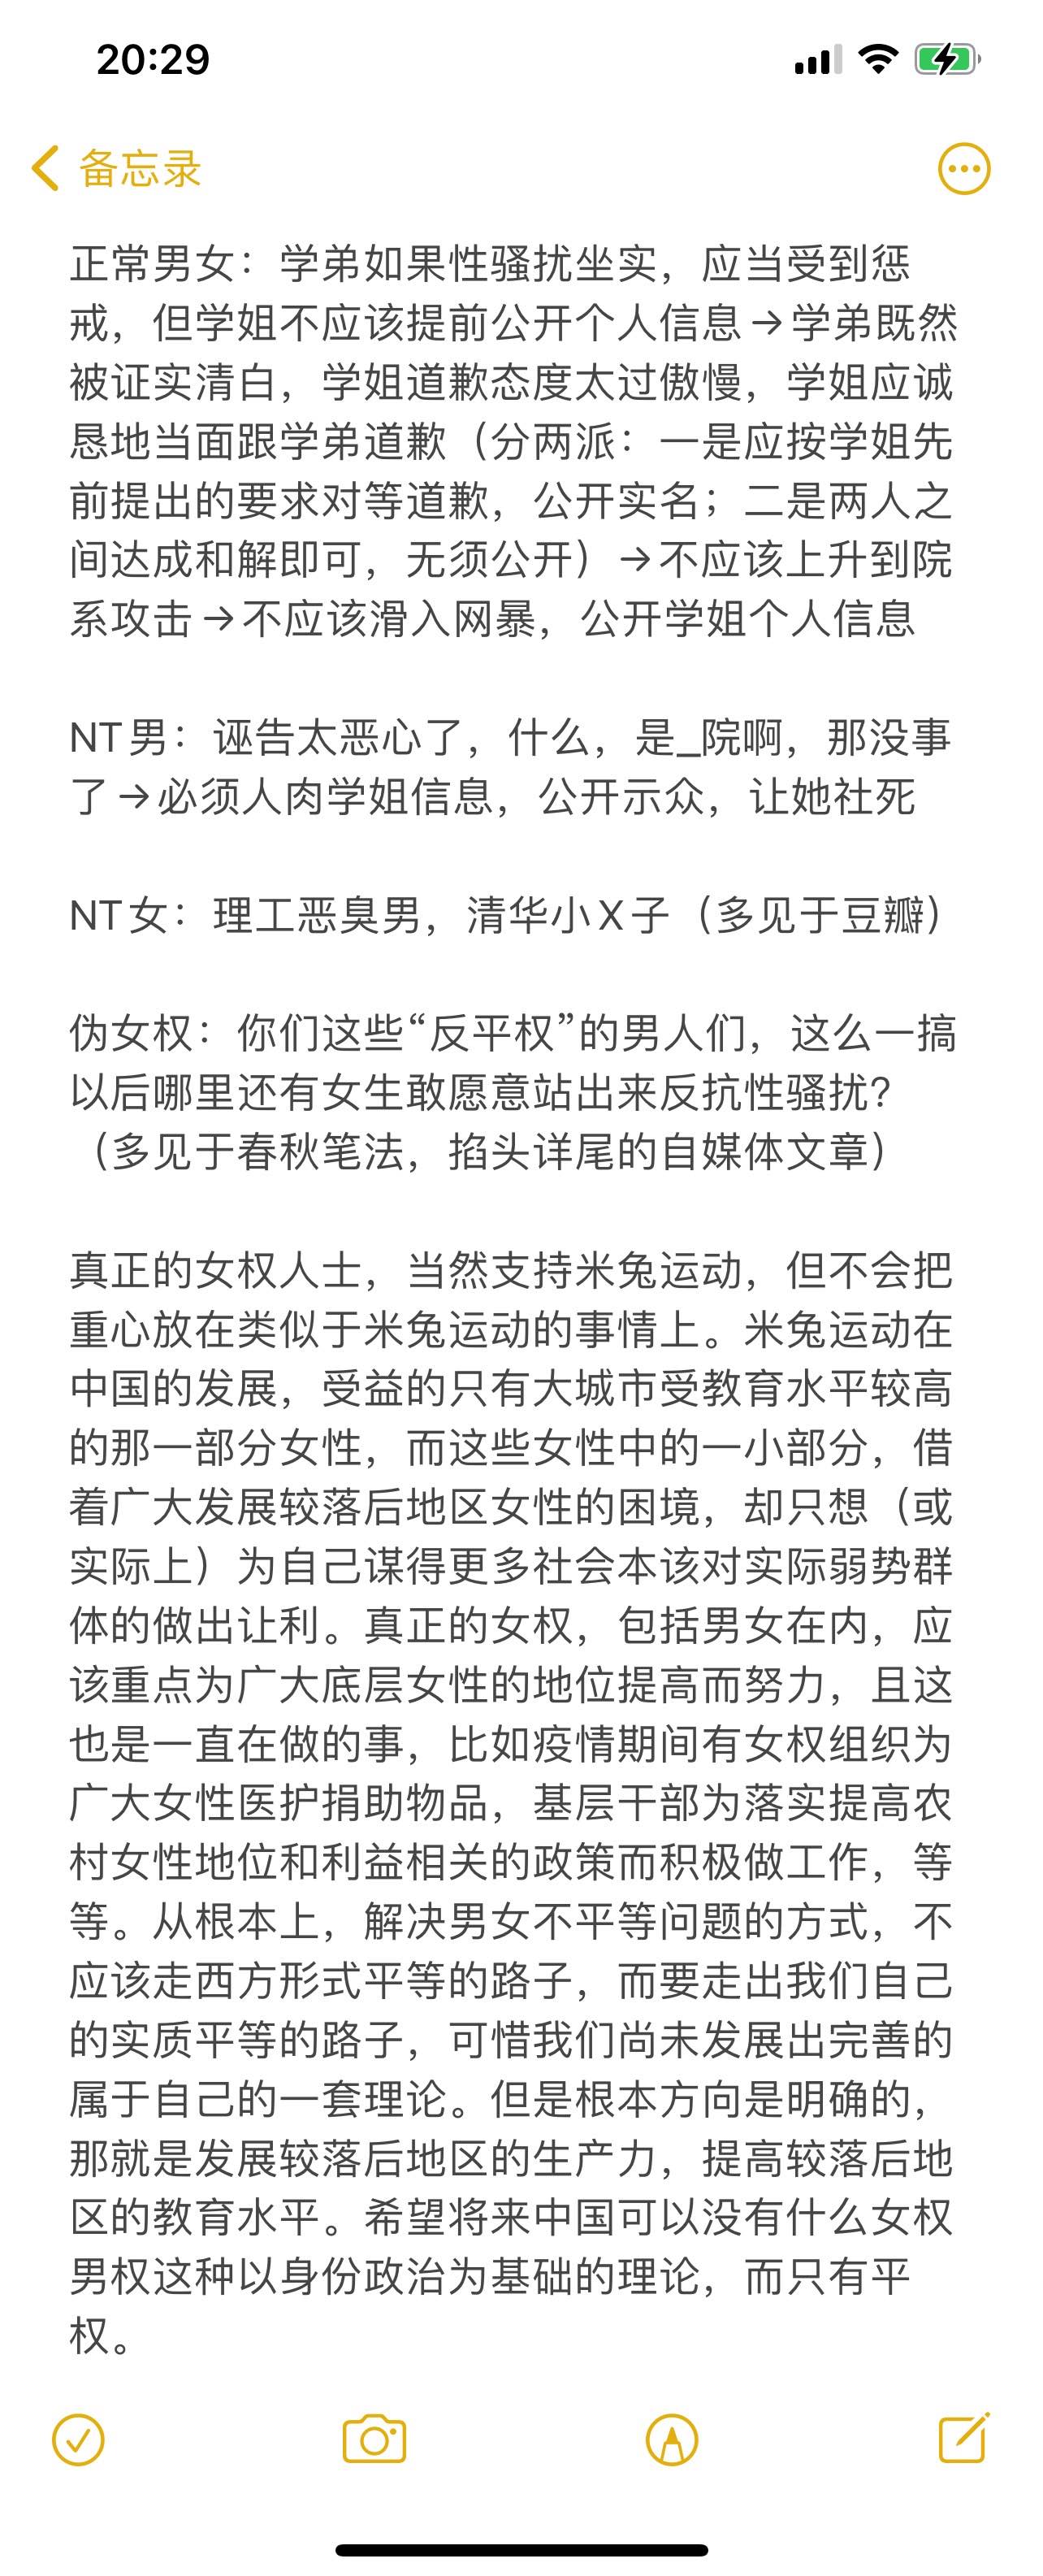 20:29
备忘录
正常男女：学弟如果性骚扰坐实，应当受到惩
戒，但学姐不应该提前公开个人信息→学弟既然
被证实清白，学姐道歉态度太过傲慢，学姐应诚
恳地当面跟学弟道歉（分两派：一是应按学姐先
前提出的要求对等道歉，公开实名；二是两人之
间达成和解即可，无须公开）→不应该上升到院
系攻击→不应该滑入网暴，公开学姐个人信息
NT男：诬告太恶心了，什么，是_院啊，那没事
了→必须人肉学姐信息，公开示众，让她社死
NT女：理工恶臭男，清华小X子（多见于豆瓣）
伪女权：你们这些“反平权”的男人们，这么一搞
以后哪里还有女生敢愿意站出来反抗性骚扰?
（多见于春秋笔法，掐头详尾的自媒体文章）
真正的女权人士，当然支持米兔运动，但不会把
重心放在类似于米兔运动的事情上。米兔运动在
中国的发展，受益的只有大城市受教育水平较高
的那一部分女性，而这些女性中的一小部分，借
着广大发展较落后地区女性的困境，却只想（或
实际上）为自己谋得更多社会本该对实际弱势群
体的做出让利。真正的女权，包括男女在内，应
该重点为广大底层女性的地位提高而努力，且这
也是一直在做的事，比如疫情期间有女权组织为
广大女性医护捐助物品，基层干部为落实提高农
村女性地位和利益相关的政策而积极做工作，等
等。从根本上，解决男女不平等问题的方式，不
应该走西方形式平等的路子，而要走出我们自己
的实质平等的路子，可惜我们尚未发展出完善的
属于自己的一套理论。但是根本方向是明确的，
那就是发展较落后地区的生产力，提高较落后地
区的教育水平。希望将来中国可以没有什么女权
男权这种以身份政治为基础的理论，而只有平
权。